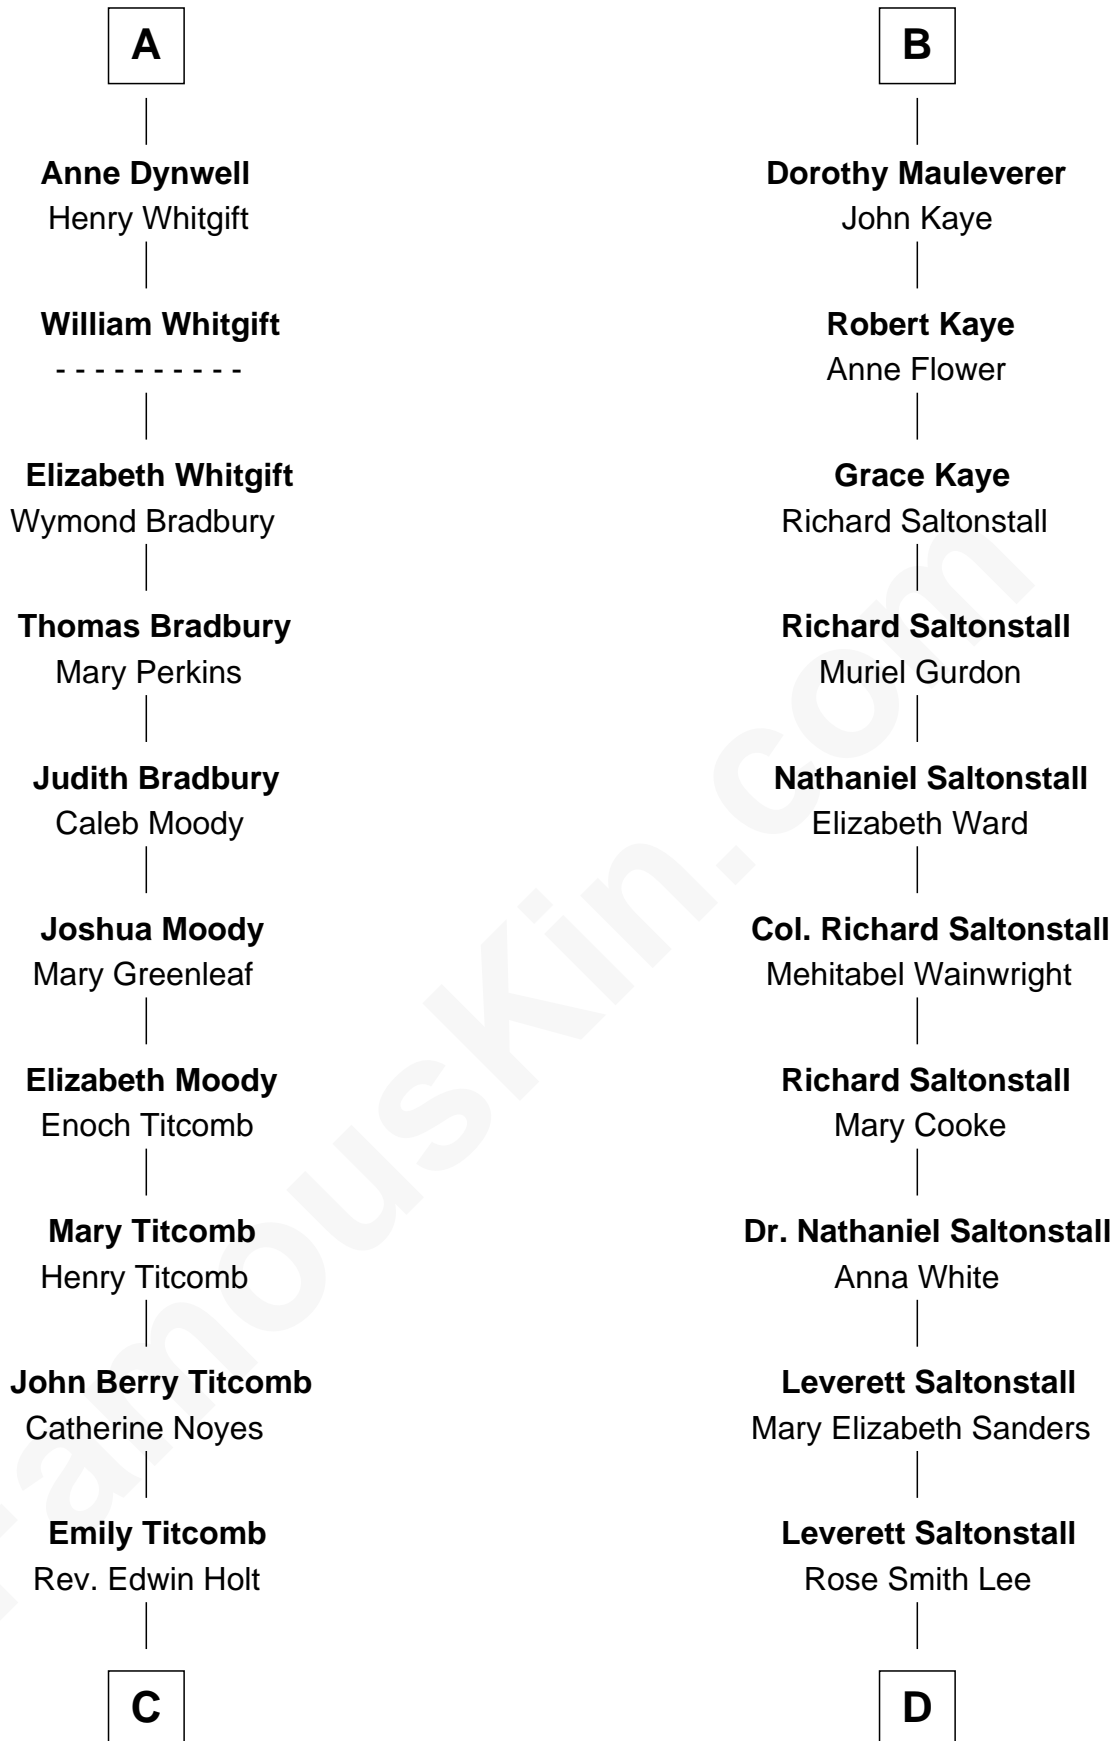 A
Anne Dynwell
Henry Whitgift
William Whitgift
- - - - - - - - - -
Elizabeth Whitgift
Wymond Bradbury
Thomas Bradbury
Mary Perkins
Judith Bradbury
Caleb Moody
Joshua Moody
Mary Greenleaf
Elizabeth Moody
Enoch Titcomb
Mary Titcomb
Henry Titcomb
John Berry Titcomb
Catherine Noyes
Emily Titcomb
Rev. Edwin Holt
C
B
Dorothy Mauleverer
John Kaye
Robert Kaye
Anne Flower
Grace Kaye
Richard Saltonstall
Richard Saltonstall
Muriel Gurdon
Nathaniel Saltonstall
Elizabeth Ward
Col. Richard Saltonstall
Mehitabel Wainwright
Richard Saltonstall
Mary Cooke
Dr. Nathaniel Saltonstall
Anna White
Leverett Saltonstall
Mary Elizabeth Sanders
Leverett Saltonstall
Rose Smith Lee
D
FamousKin.com